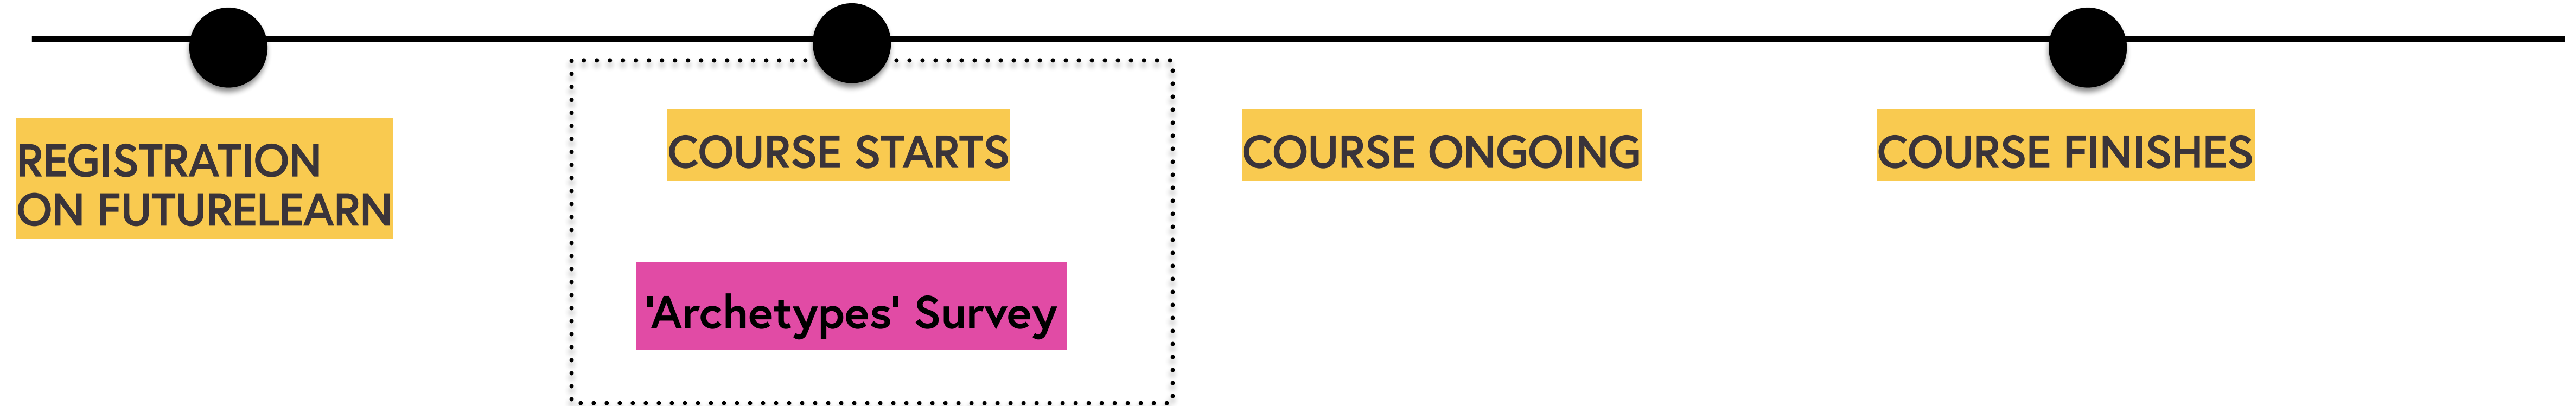 REGISTRATION
ON FUTURELEARN
COURSE STARTS
'Archetypes' Survey
COURSE ONGOING
COURSE FINISHES